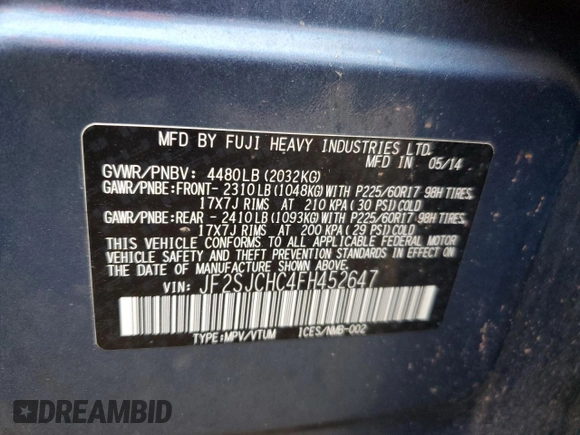 MFD BY FUJI HEAVY INDUSTRIES LTD.
MFD IN 05/14
GVWR/PNBV: 4480LB (2032KG)
GAWR/PNBE:FRONT- 2310LB (1048KG) WITH P225/60R17 98H TIRES,
17X7J RIMS AT 210 KPA (30 PSI) COLD
GAWR/PNBE:REAR - 2410LB (1093KG) WITH P225/60R17 98H TIRES,
17X7J RIMS AT 200 KPA (29 PSI) COLD
THIS VEHICLE CONFORMS TO ALL APPLICABLE FEDERAL MOTOR
VEHICLE SAFETY, BUMPER, AND THEFT PREVENTION STANDARDS IN EFFECT ON
THE DATE OF MANUFACTURE SHOWN ABOVE.
VIN: JF2SJCHC4FH452647
TYPE:MPV/VTUM ICES/NMB-002
DREAMBID